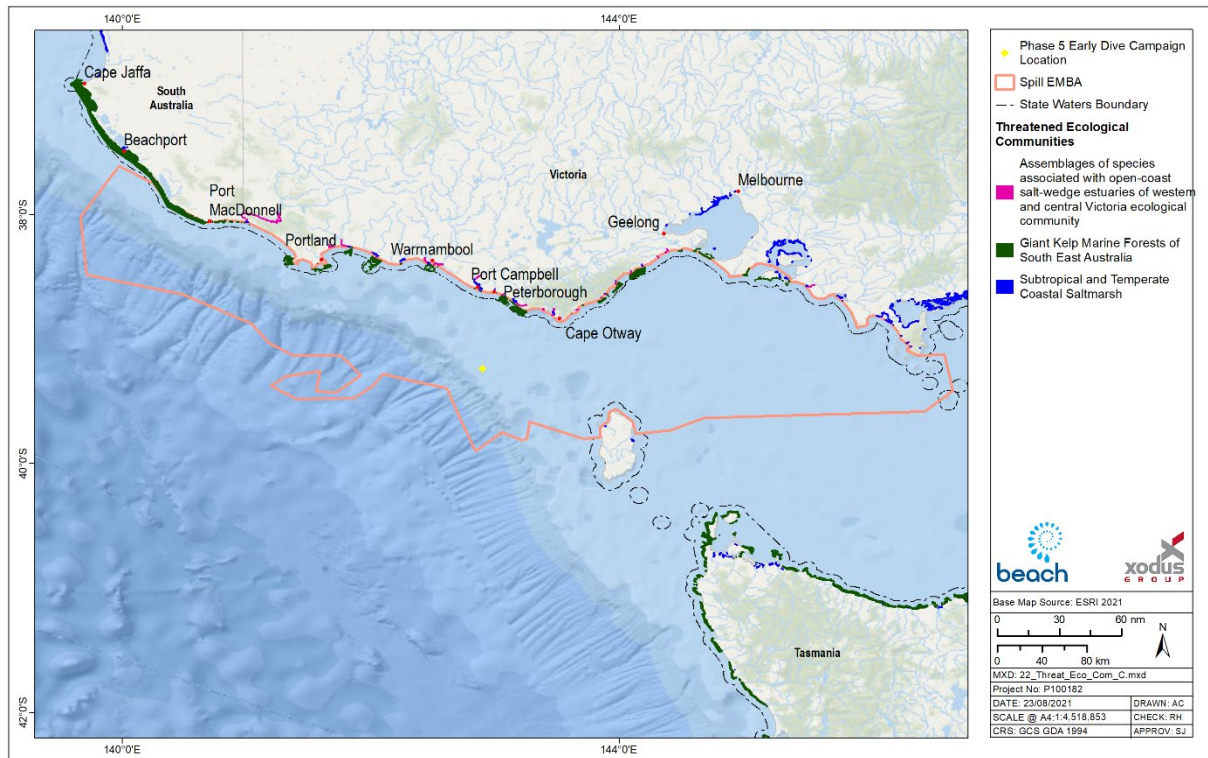 140°0'E
144°0'E
Cape Jaffa
South
Australia
Beachport
Port
MacDonnell
Portland
Victoria
Melbourne
Geelong
Warrnambool
Port Campbell
Peterborough
Cape Otway
Tasmania
38°0'S
40°0'S
42°0'S
140°0'E
144°0'E
Phase 5 Early Dive Campaign
Location
Spill EMBA
State Waters Boundary
Threatened Ecological
Communities
Assemblages of species
associated with open-coast
salt-wedge estuaries of western
and central Victoria ecological
community
Giant Kelp Marine Forests of
South East Australia
Subtropical and Temperate
Coastal Saltmarsh
beach
xodus
GROUP
Base Map Source: ESRI 2021
0 30 60 nm
N
0 40 80 km
MXD: 22_Threat_Eco_Com_C.mxd
Project No: P100182
DATE: 23/08/2021
DRAWN: AC
SCALE @ A4:1:4,518,853
CHECK: RH
CRS: GCS GDA 1994
APPROV: SJ